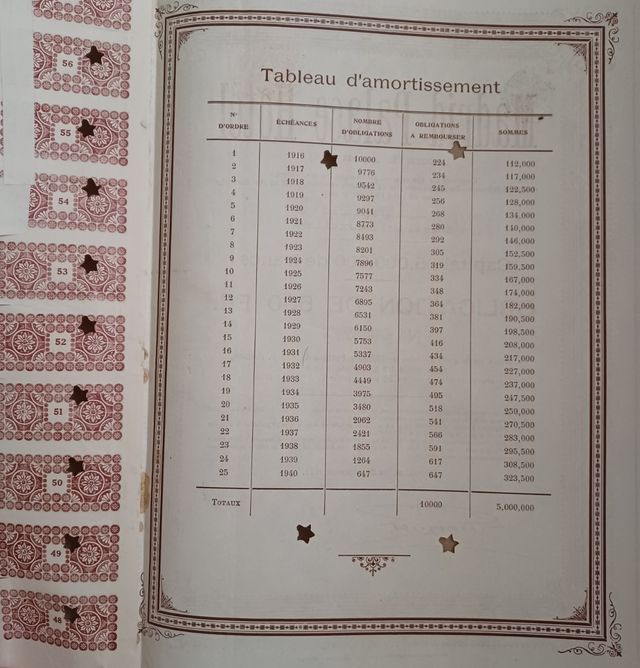 56
55
54
53
52
51
50
49
48
Tableau d'amortissement
N° D'ORDRE ÉCHÉANCES NOMBRE D'OBLIGATIONS OBLIGATIONS A REMBOURSER SOMMES
1 1916 10000 224 112,000
2 1917 9776 234 117,000
3 1918 9542 245 122,500
4 1919 9297 256 128,000
5 1920 9041 268 134,000
6 1921 8773 280 140,000
7 1922 8493 292 146,000
8 1923 8201 305 152,500
9 1924 7896 319 159,500
10 1925 7577 334 167,000
11 1926 7243 348 174,000
12 1927 6895 364 182,000
13 1928 6531 381 190,500
14 1929 6150 397 198,500
15 1930 5753 416 208,000
16 1931 5337 434 217,000
17 1932 4903 454 227,000
18 1933 4449 474 237,000
19 1934 3975 495 247,500
20 1935 3480 518 259,000
21 1936 2962 541 270,500
22 1937 2421 566 283,000
23 1938 1855 591 295,500
24 1939 1264 617 308,500
25 1940 647 647 323,500
TOTAUX 10000 5,000,000